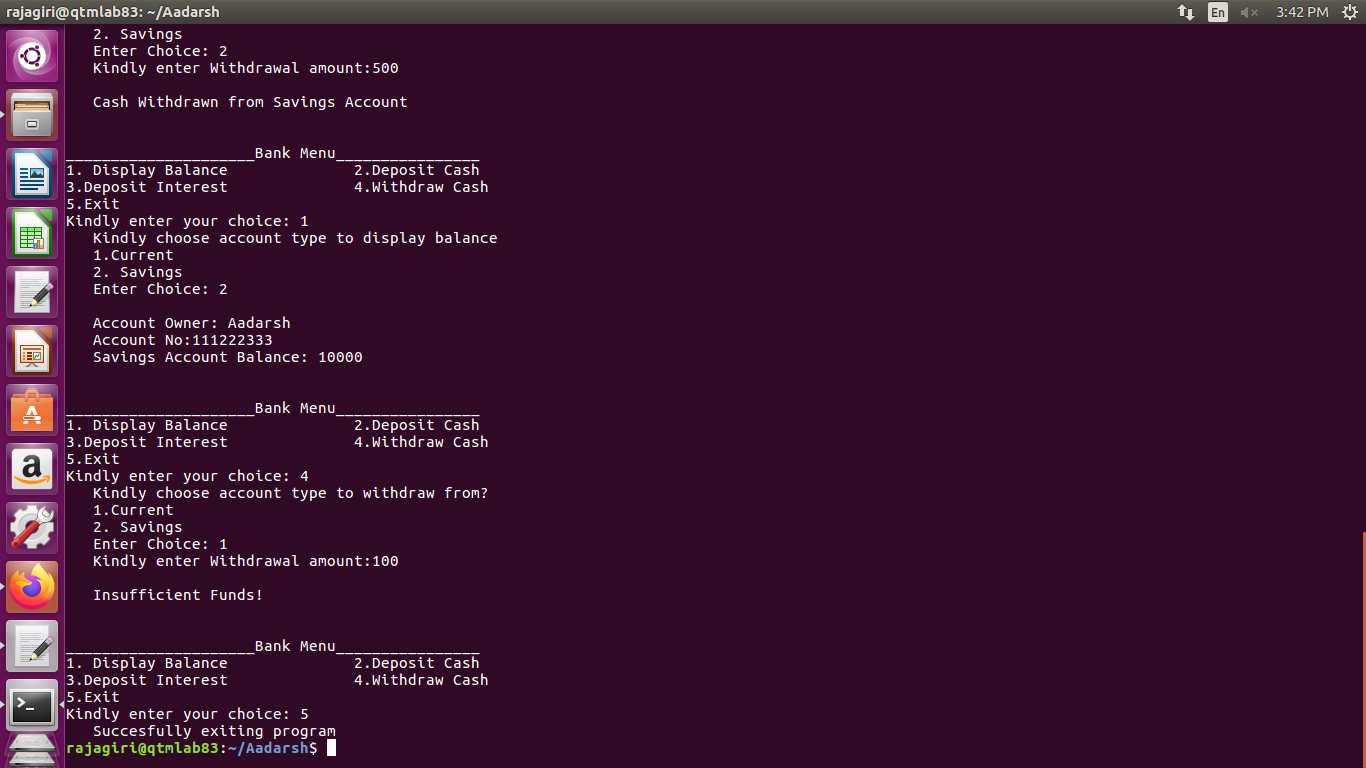 rajagiri@qtmlab83: ~/Aadarsh
En
3:42 PM
2. Savings
Enter Choice: 2
Kindly enter Withdrawal amount:500
Cash Withdrawn from Savings Account
_____________________Bank Menu________________
1. Display Balance              2.Deposit Cash
3.Deposit Interest              4.Withdraw Cash
5.Exit
Kindly enter your choice: 1
Kindly choose account type to display balance
1.Current
2. Savings
Enter Choice: 2
Account Owner: Aadarsh
Account No:111222333
Savings Account Balance: 10000
_____________________Bank Menu________________
1. Display Balance              2.Deposit Cash
3.Deposit Interest              4.Withdraw Cash
5.Exit
Kindly enter your choice: 4
Kindly choose account type to withdraw from?
1.Current
2. Savings
Enter Choice: 1
Kindly enter Withdrawal amount:100
Insufficient Funds!
_____________________Bank Menu________________
1. Display Balance              2.Deposit Cash
3.Deposit Interest              4.Withdraw Cash
5.Exit
Kindly enter your choice: 5
Succesfully exiting program
rajagiri@qtmlab83:~/Aadarsh$